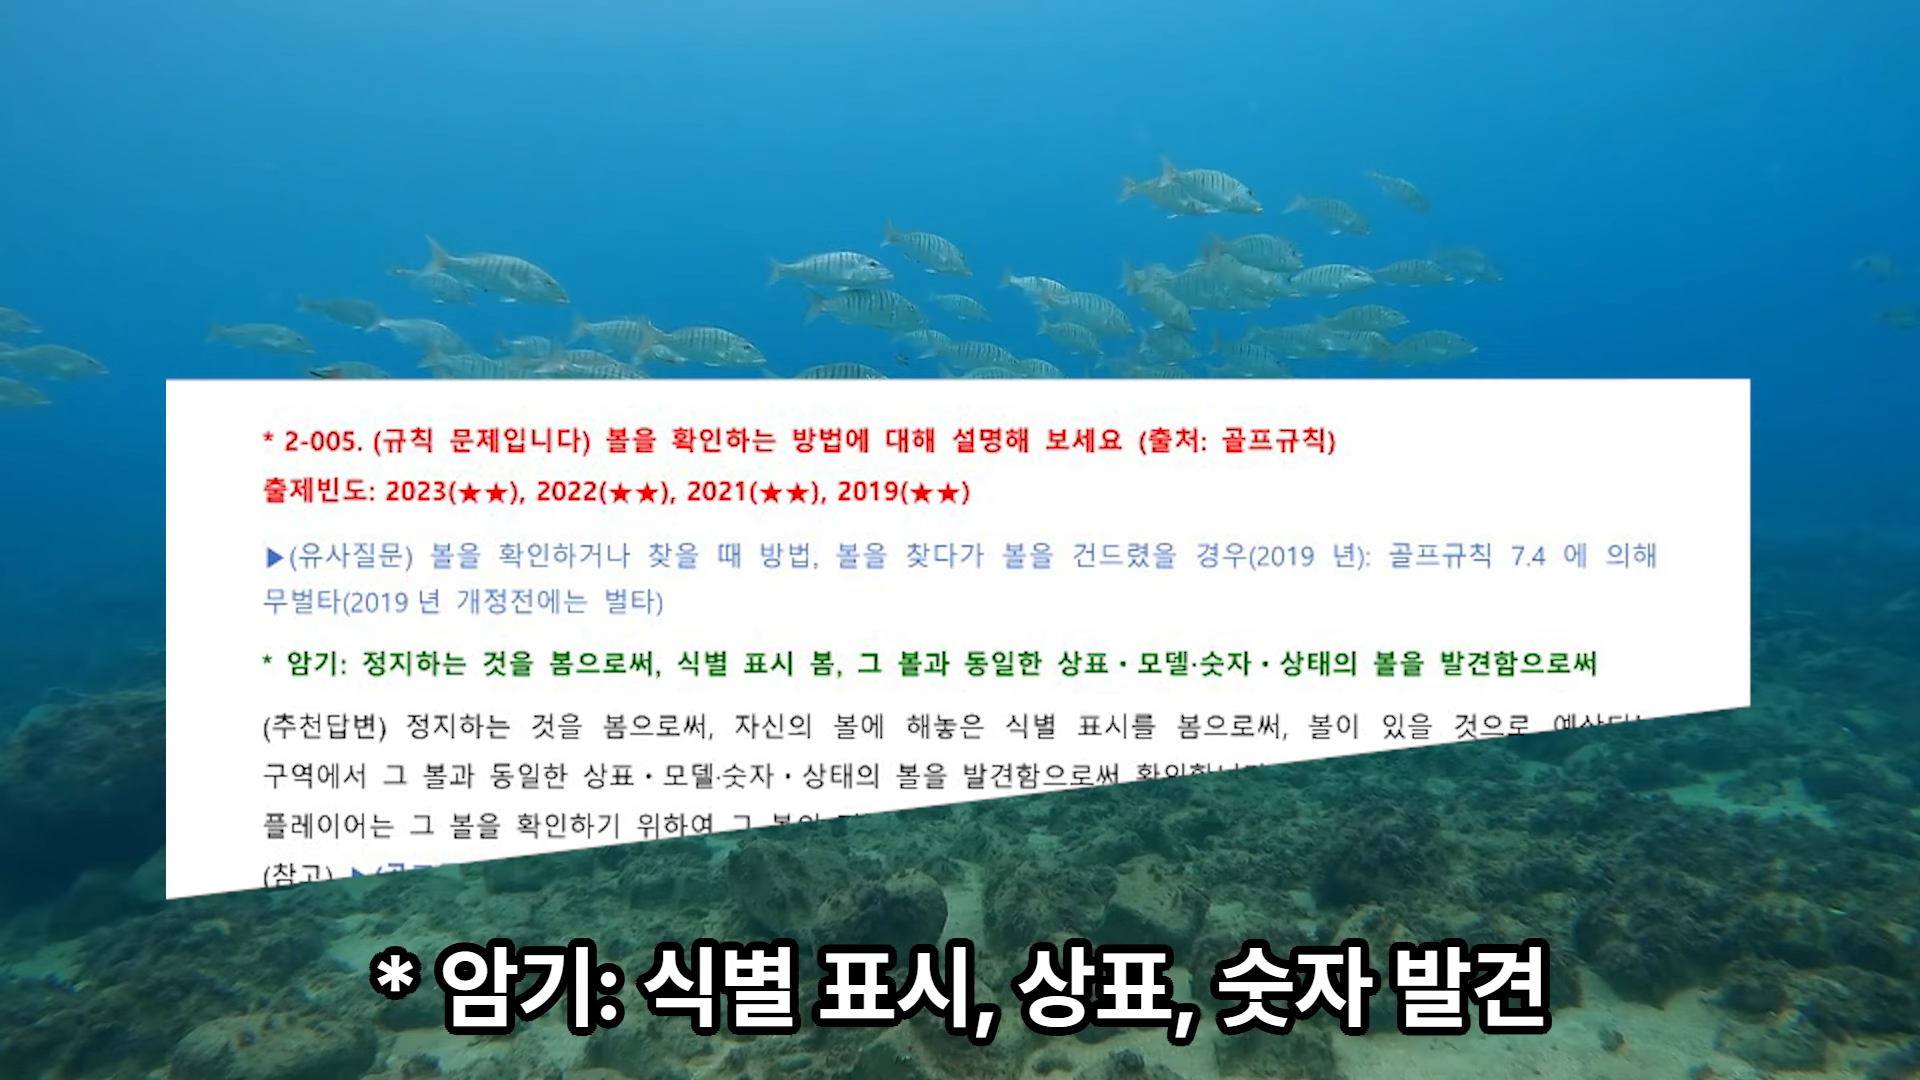 * 2-005. (규칙 문제입니다) 볼을 확인하는 방법에 대해 설명해 보세요 (출처: 골프규칙)
출제빈도: 2023(★★), 2022(★★), 2021(★★), 2019(★★)
▶(유사질문) 볼을 확인하거나 찾을 때 방법, 볼을 찾다가 볼을 건드렸을 경우(2019 년): 골프규칙 7.4 에 의해
무벌타(2019 년 개정전에는 벌타)
* 암기: 정지하는 것을 봄으로써, 식별 표시 봄, 그 볼과 동일한 상표・모델·숫자・상태의 볼을 발견함으로써
(추천답변) 정지하는 것을 봄으로써, 자신의 볼에 해놓은 식별 표시를 봄으로써, 볼이 있을 것으로
구역에서 그 볼과 동일한 상표・모델·숫자・상태의 볼을 발견함으로써
플레이어는 그 볼을 확인하기 위하여 그
(참고)
* 암기: 식별 표시, 상표, 숫자 발견